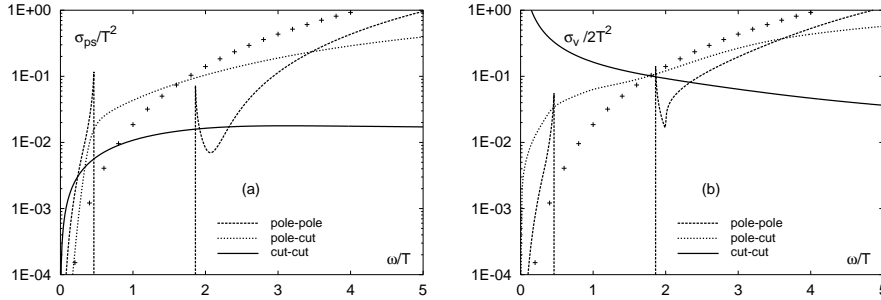 1E+00
1E-01
1E-02
1E-03
1E-04
σps/T²
(a)
pole-pole
pole-cut
cut-cut
ω/T
0 1 2 3 4 5
1E+00
1E-01
1E-02
1E-03
1E-04
σv/2T²
(b)
pole-pole
pole-cut
cut-cut
ω/T
0 1 2 3 4 5